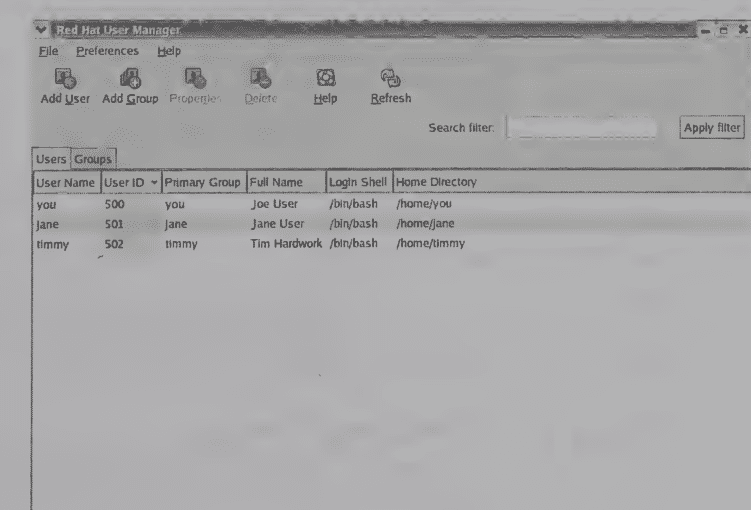 Red Hat User Manager
File Preferences Help
Add User Add Group Properties Delete Help Refresh
Search filter: Apply filter
Users Groups
User Name User ID Primary Group Full Name Login Shell Home Directory
you 500 you Joe User /bin/bash /home/you
jane 501 jane Jane User /bin/bash /home/jane
timmy 502 timmy Tim Hardwork /bin/bash /home/timmy